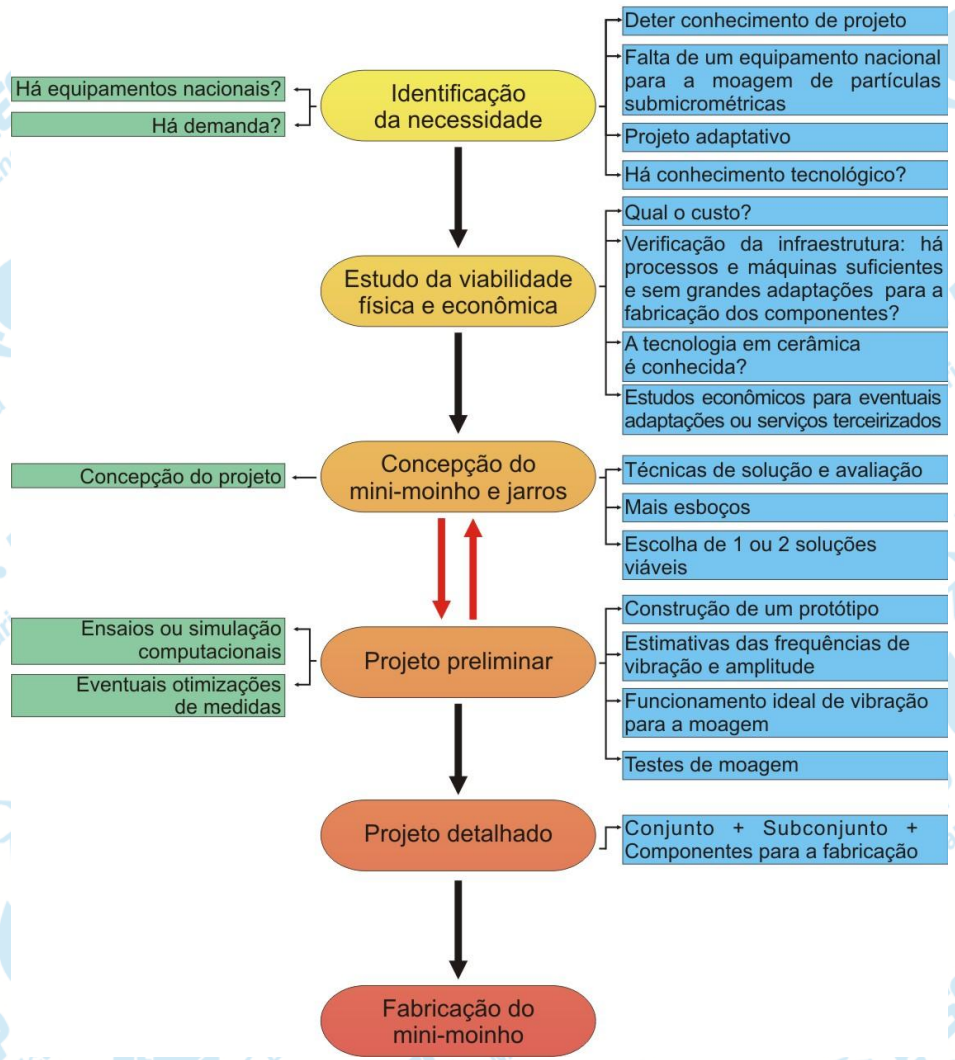 Há equipamentos nacionais?
Há demanda?
Identificação
da necessidade
Deter conhecimento de projeto
Falta de um equipamento nacional
para a moagem de partículas
submicrométricas
Projeto adaptativo
Há conhecimento tecnológico?
Estudo da viabilidade
física e econômica
Qual o custo?
Verificação da infraestrutura: há
processos e máquinas suficientes
e sem grandes adaptações para a
fabricação dos componentes?
A tecnologia em cerâmica
é conhecida?
Estudos econômicos para eventuais
adaptações ou serviços terceirizados
Concepção do projeto
Concepção do
mini-moinho e jarros
Técnicas de solução e avaliação
Mais esboços
Escolha de 1 ou 2 soluções
viáveis
Ensaios ou simulação
computacionais
Eventuais otimizações
de medidas
Projeto preliminar
Construção de um protótipo
Estimativas das frequências de
vibração e amplitude
Funcionamento ideal de vibração
para a moagem
Testes de moagem
Projeto detalhado
Conjunto + Subconjunto +
Componentes para a fabricação
Fabricação do
mini-moinho